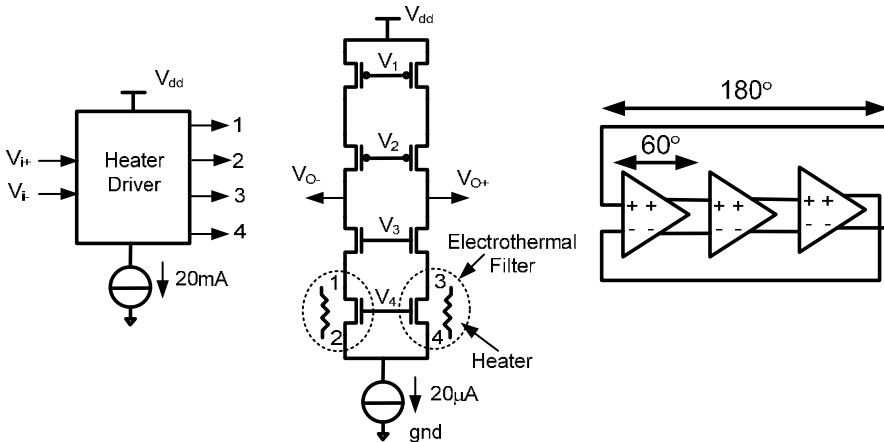 Vdd
Vi+
Vi-
Heater
Driver
1
2
3
4
20mA
Vdd
V1
V2
VO-
VO+
V3
Electrothermal
Filter
1
3
V4
2
4
Heater
20µA
gnd
180°
60°
+ +
- -
+ +
- -
+ +
- -